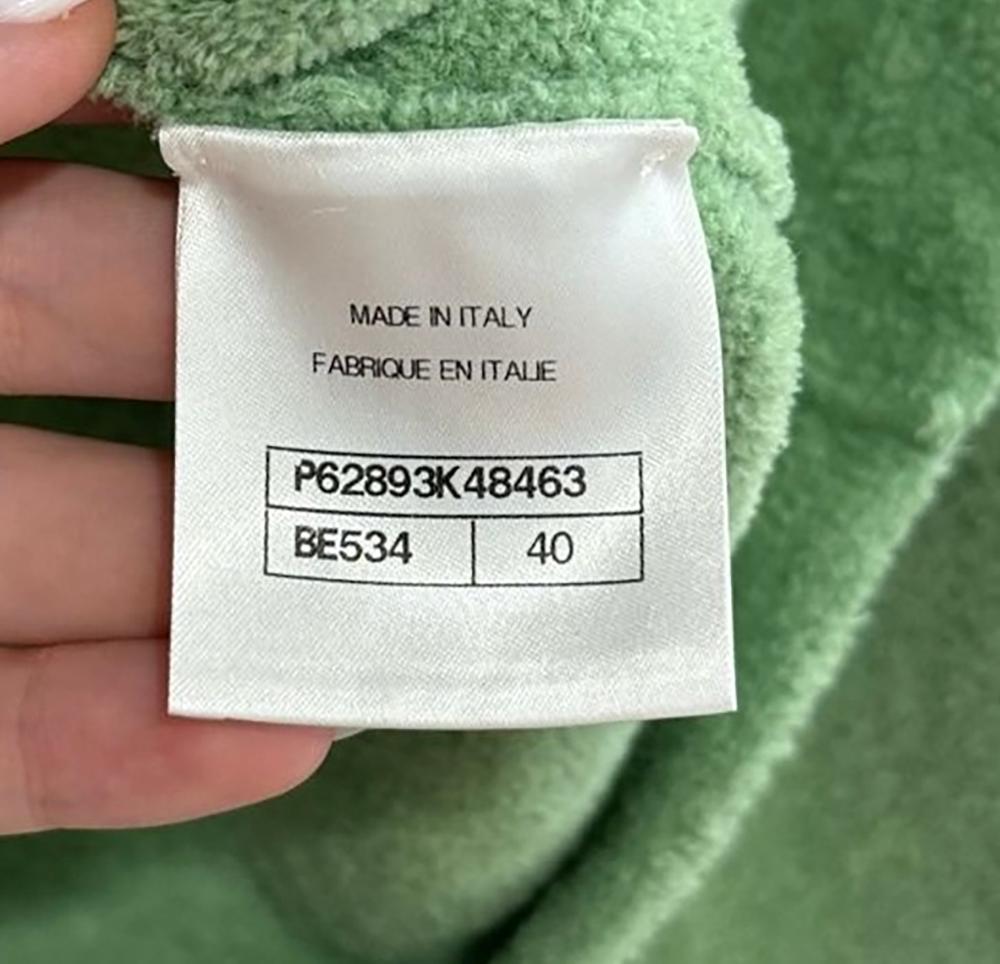 MADE IN ITALY
FABRIQUE EN ITALIE
P62893K48463
BE534 40